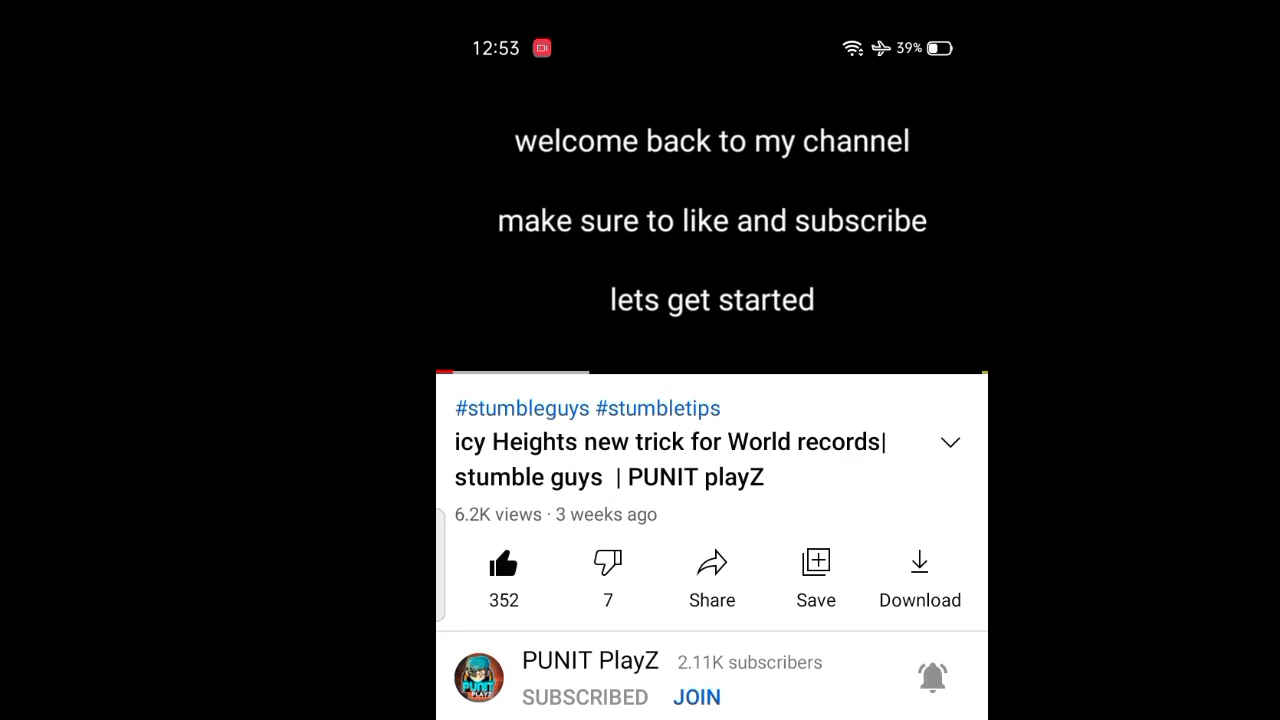 12:53
39%
welcome back to my channel
make sure to like and subscribe
lets get started
#stumbleguys #stumbletips
icy Heights new trick for World records|
stumble guys | PUNIT playZ
6.2K views · 3 weeks ago
352
7
Share
Save
Download
PUNIT PlayZ 2.11K subscribers
SUBSCRIBED JOIN
PUNIT
PLAYZ